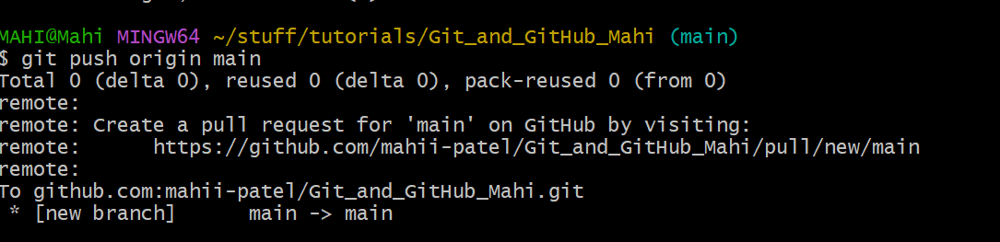 MAHI@Mahi MINGW64 ~/stuff/tutorials/Git_and_GitHub_Mahi (main)
$ git push origin main
Total 0 (delta 0), reused 0 (delta 0), pack-reused 0 (from 0)
remote:
remote: Create a pull request for 'main' on GitHub by visiting:
remote:      https://github.com/mahii-patel/Git_and_GitHub_Mahi/pull/new/main
remote:
To github.com:mahii-patel/Git_and_GitHub_Mahi.git
 * [new branch]      main -> main